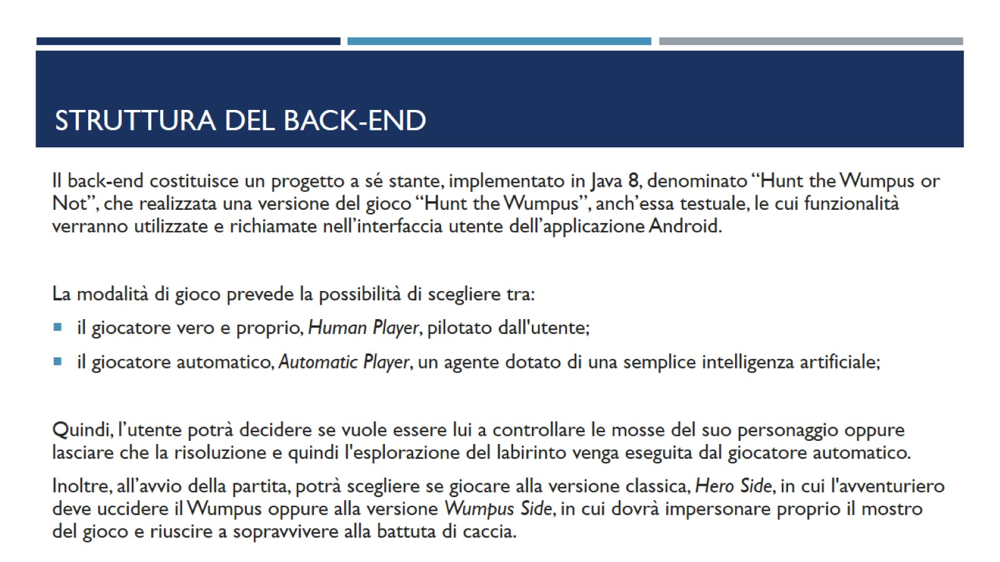 STRUTTURA DEL BACK-END
Il back-end costituisce un progetto a sé stante, implementato in Java 8, denominato “Hunt the Wumpus or
Not”, che realizzata una versione del gioco “Hunt the Wumpus”, anch’essa testuale, le cui funzionalità
verranno utilizzate e richiamate nell’interfaccia utente dell’applicazione Android.
La modalità di gioco prevede la possibilità di scegliere tra:
■ il giocatore vero e proprio, Human Player, pilotato dall'utente;
■ il giocatore automatico, Automatic Player, un agente dotato di una semplice intelligenza artificiale;
Quindi, l’utente potrà decidere se vuole essere lui a controllare le mosse del suo personaggio oppure
lasciare che la risoluzione e quindi l'esplorazione del labirinto venga eseguita dal giocatore automatico.
Inoltre, all’avvio della partita, potrà scegliere se giocare alla versione classica, Hero Side, in cui l'avventuriero
deve uccidere il Wumpus oppure alla versione Wumpus Side, in cui dovrà impersonare proprio il mostro
del gioco e riuscire a sopravvivere alla battuta di caccia.